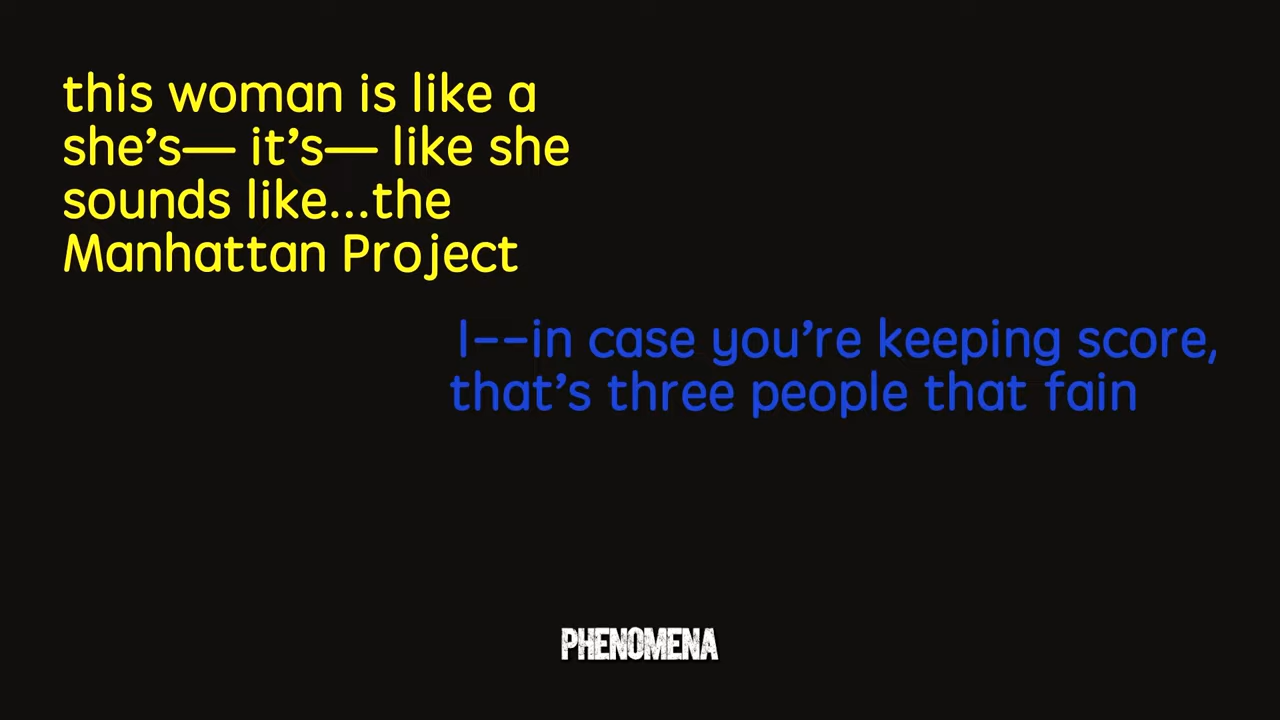 this woman is like a
she’s— it’s— like she
sounds like...the
Manhattan Project
I--in case you’re keeping score,
that’s three people that fain
PHENOMENA